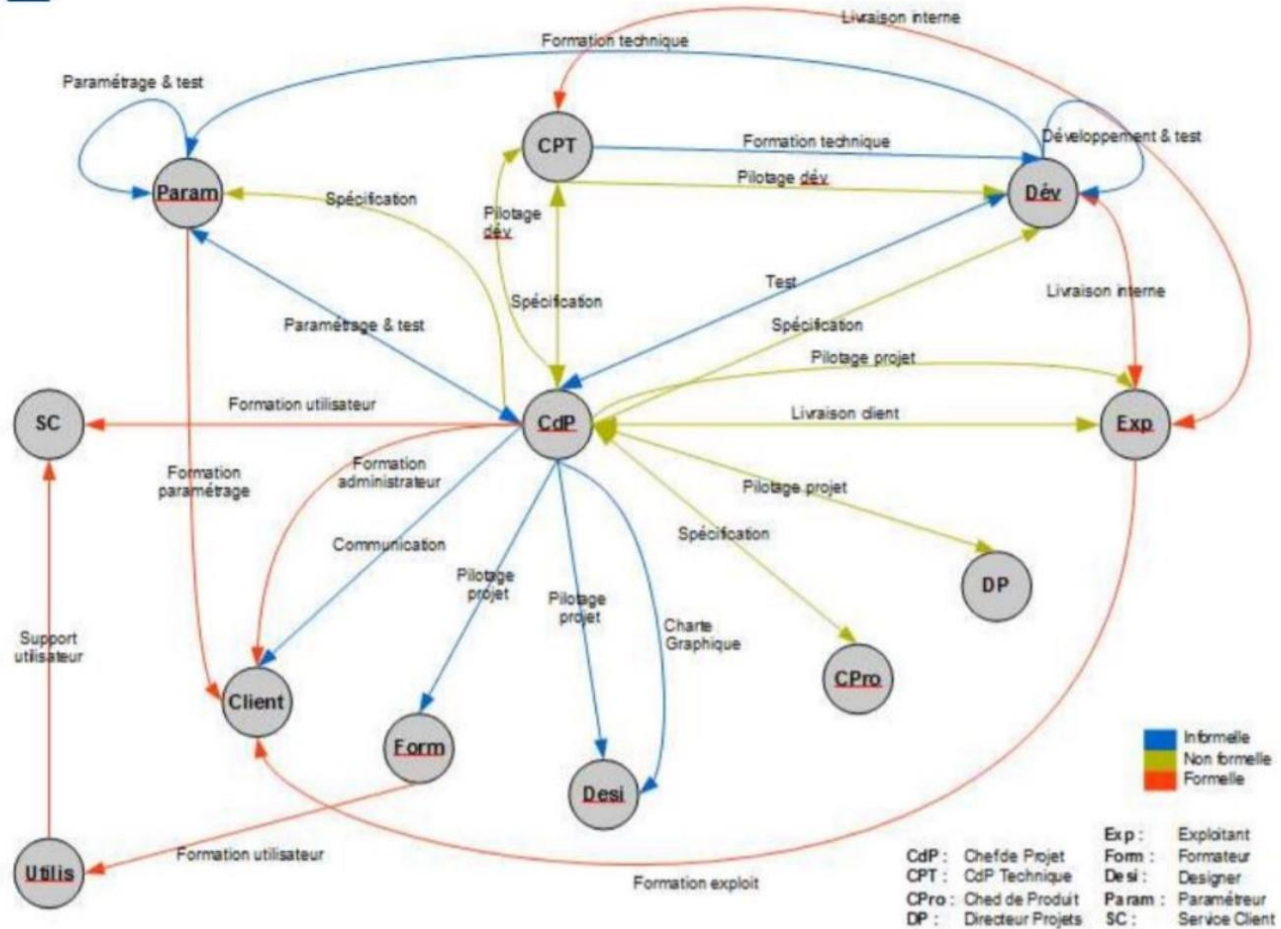 Livraison interne
Formation technique
Paramétrage & test
CPT
Formation technique
Développement & test
Pilotage dév
Param
Spécification
Dév
Pilotage
dév
Test
Livraison interne
Spécification
Paramétrage & test
Spécification
Pilotage projet
Formation utilisateur
Livraison client
SC
CdP
Exp
Formation
paramétrage
Formation
administrateur
Pilotage projet
Spécification
Communication
Pilotage
projet
Pilotage
projet
DP
Support
utilisateur
Charte
Graphique
CPro
Client
Form
Desi
Informelle
Non formelle
Formelle
Utilis
Formation utilisateur
Formation exploit
Exp : Exploitant
CdP : Chef de Projet Form : Formateur
CPT : CdP Technique Desi : Designer
CPro : Ched de Produit Param : Paramétreur
DP : Directeur Projets SC : Service Client